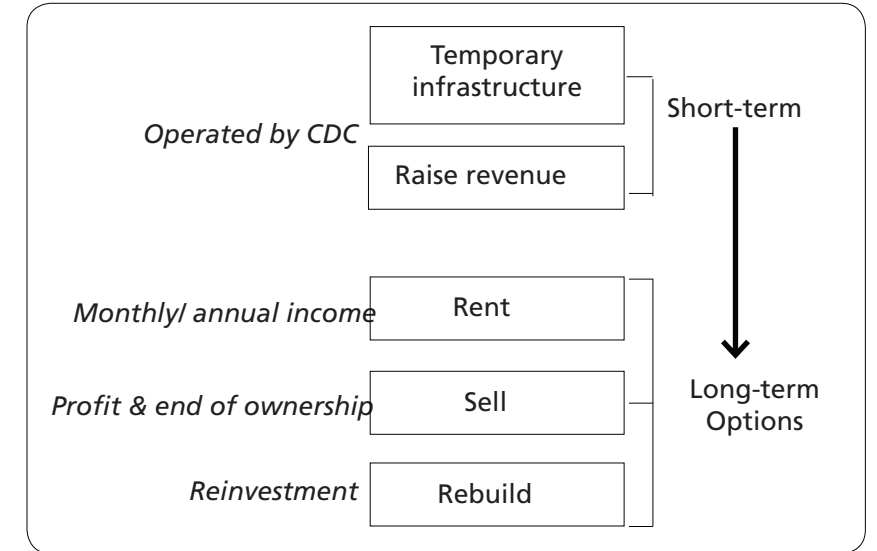 Temporary
infrastructure
Short-term
Operated by CDC
Raise revenue
Monthly/ annual income
Rent
Profit & end of ownership
Sell
Long-term
Options
Reinvestment
Rebuild